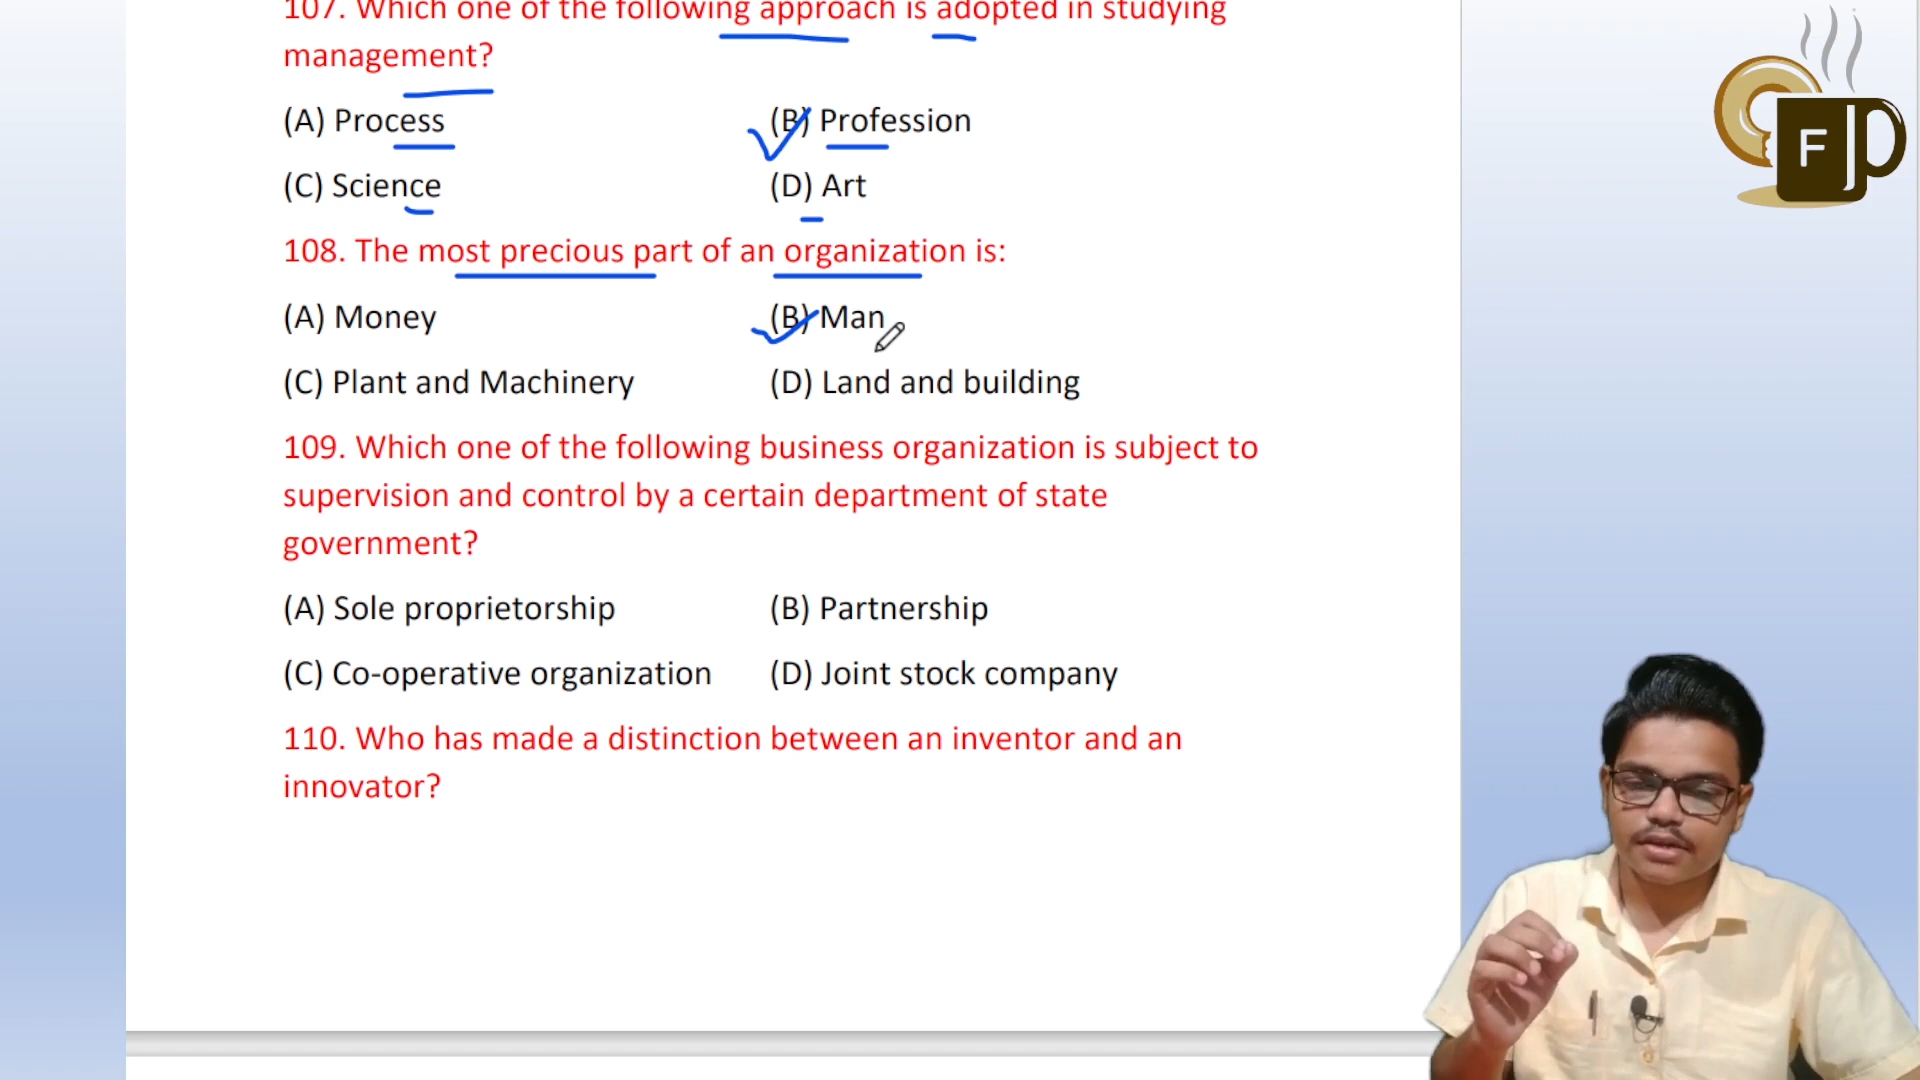 107. Which one of the following approach is adopted in studying
management?
(A) Process (B) Profession
(C) Science (D) Art
108. The most precious part of an organization is:
(A) Money (B) Man
(C) Plant and Machinery (D) Land and building
109. Which one of the following business organization is subject to
supervision and control by a certain department of state
government?
(A) Sole proprietorship (B) Partnership
(C) Co-operative organization (D) Joint stock company
110. Who has made a distinction between an inventor and an
innovator?
FJ